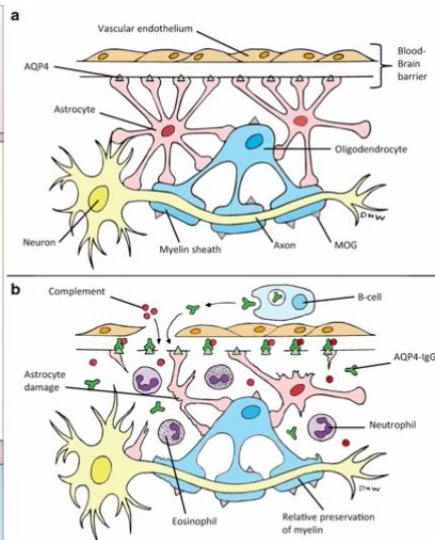 a
Vascular endothelium
AQP4
Blood-
Brain
barrier
Astrocyte
Oligodendrocyte
DHW
Neuron
Myelin sheath
Axon
MOG
b
Complement
B-cell
AQP4-IgG
Astrocyte
damage
Neutrophil
DHW
Eosinophil
Relative preservation
of myelin